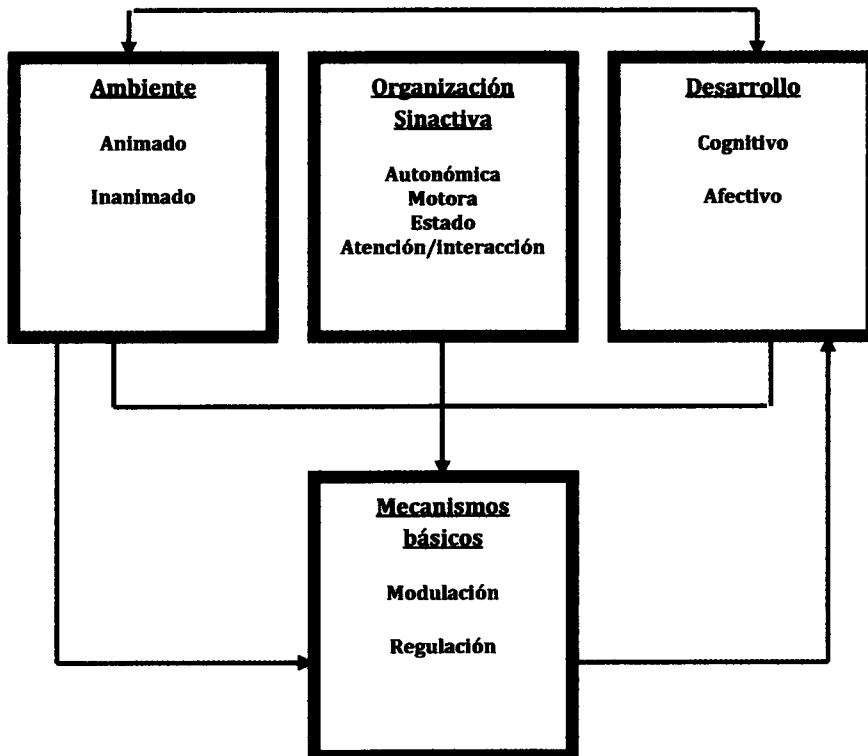 Ambiente
Animado
Inanimado
Organización
Sinactiva
Autonómica
Motora
Estado
Atención/interacción
Desarrollo
Cognitivo
Afectivo
Mecanismos
básicos
Modulación
Regulación